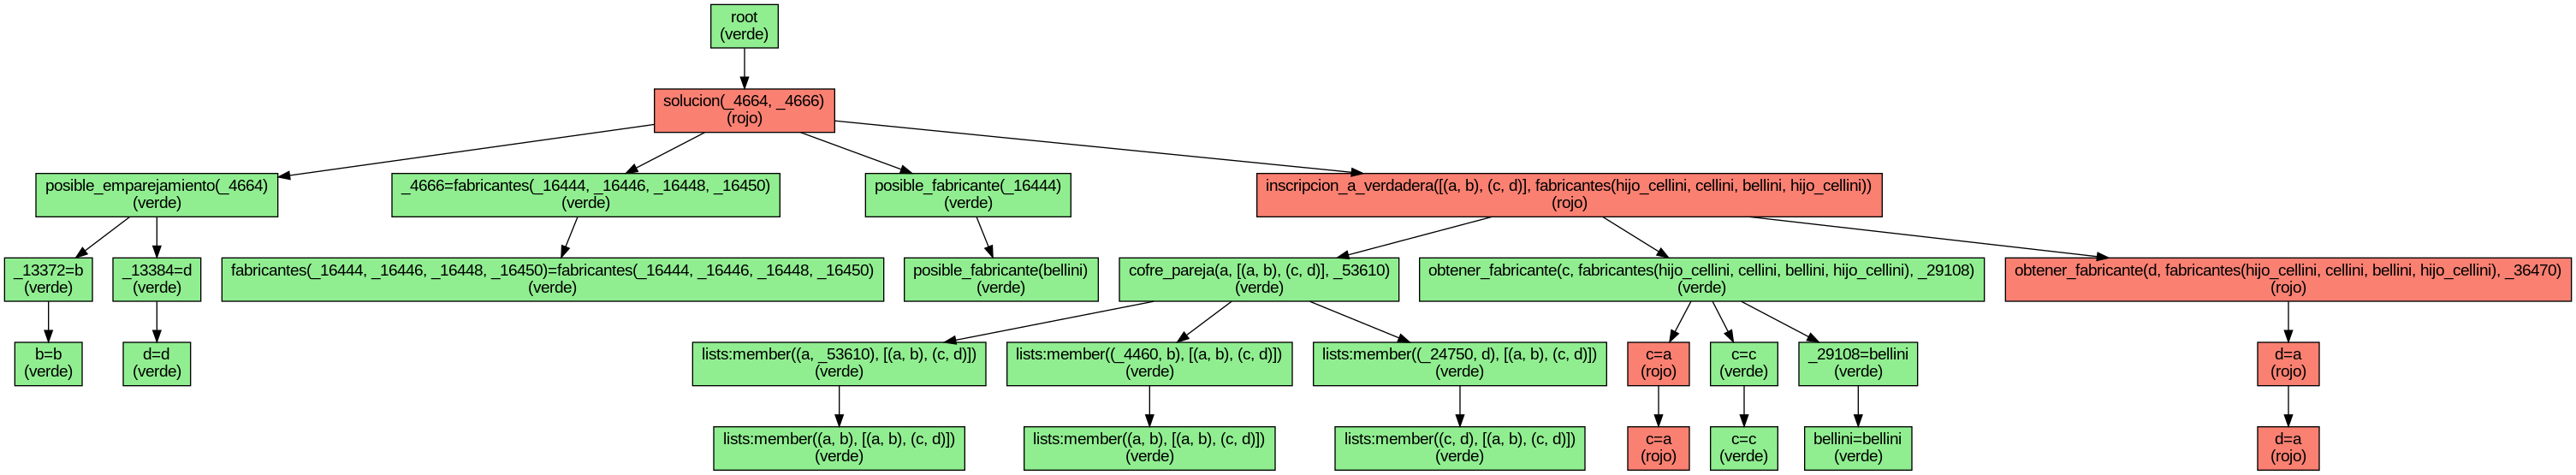 root
(verde)
solucion(_4664, _4666)
(rojo)
posible_emparejamiento(_4664)
(verde)
_4666=fabricantes(_16444, _16446, _16448, _16450)
(verde)
posible_fabricante(_16444)
(verde)
inscripcion_a_verdadera([(a, b), (c, d)], fabricantes(hijo_cellini, cellini, bellini, hijo_cellini))
(rojo)
_13372=b
(verde)
_13384=d
(verde)
fabricantes(_16444, _16446, _16448, _16450)=fabricantes(_16444, _16446, _16448, _16450)
(verde)
posible_fabricante(bellini)
(verde)
cofre_pareja(a, [(a, b), (c, d)], _53610)
(verde)
obtener_fabricante(c, fabricantes(hijo_cellini, cellini, bellini, hijo_cellini), _29108)
(verde)
obtener_fabricante(d, fabricantes(hijo_cellini, cellini, bellini, hijo_cellini), _36470)
(rojo)
b=b
(verde)
d=d
(verde)
lists:member((a, _53610), [(a, b), (c, d)])
(verde)
lists:member((_4460, b), [(a, b), (c, d)])
(verde)
lists:member((_24750, d), [(a, b), (c, d)])
(verde)
c=a
(rojo)
c=c
(verde)
_29108=bellini
(verde)
d=a
(rojo)
lists:member((a, b), [(a, b), (c, d)])
(verde)
lists:member((a, b), [(a, b), (c, d)])
(verde)
lists:member((c, d), [(a, b), (c, d)])
(verde)
c=a
(rojo)
c=c
(verde)
bellini=bellini
(verde)
d=a
(rojo)